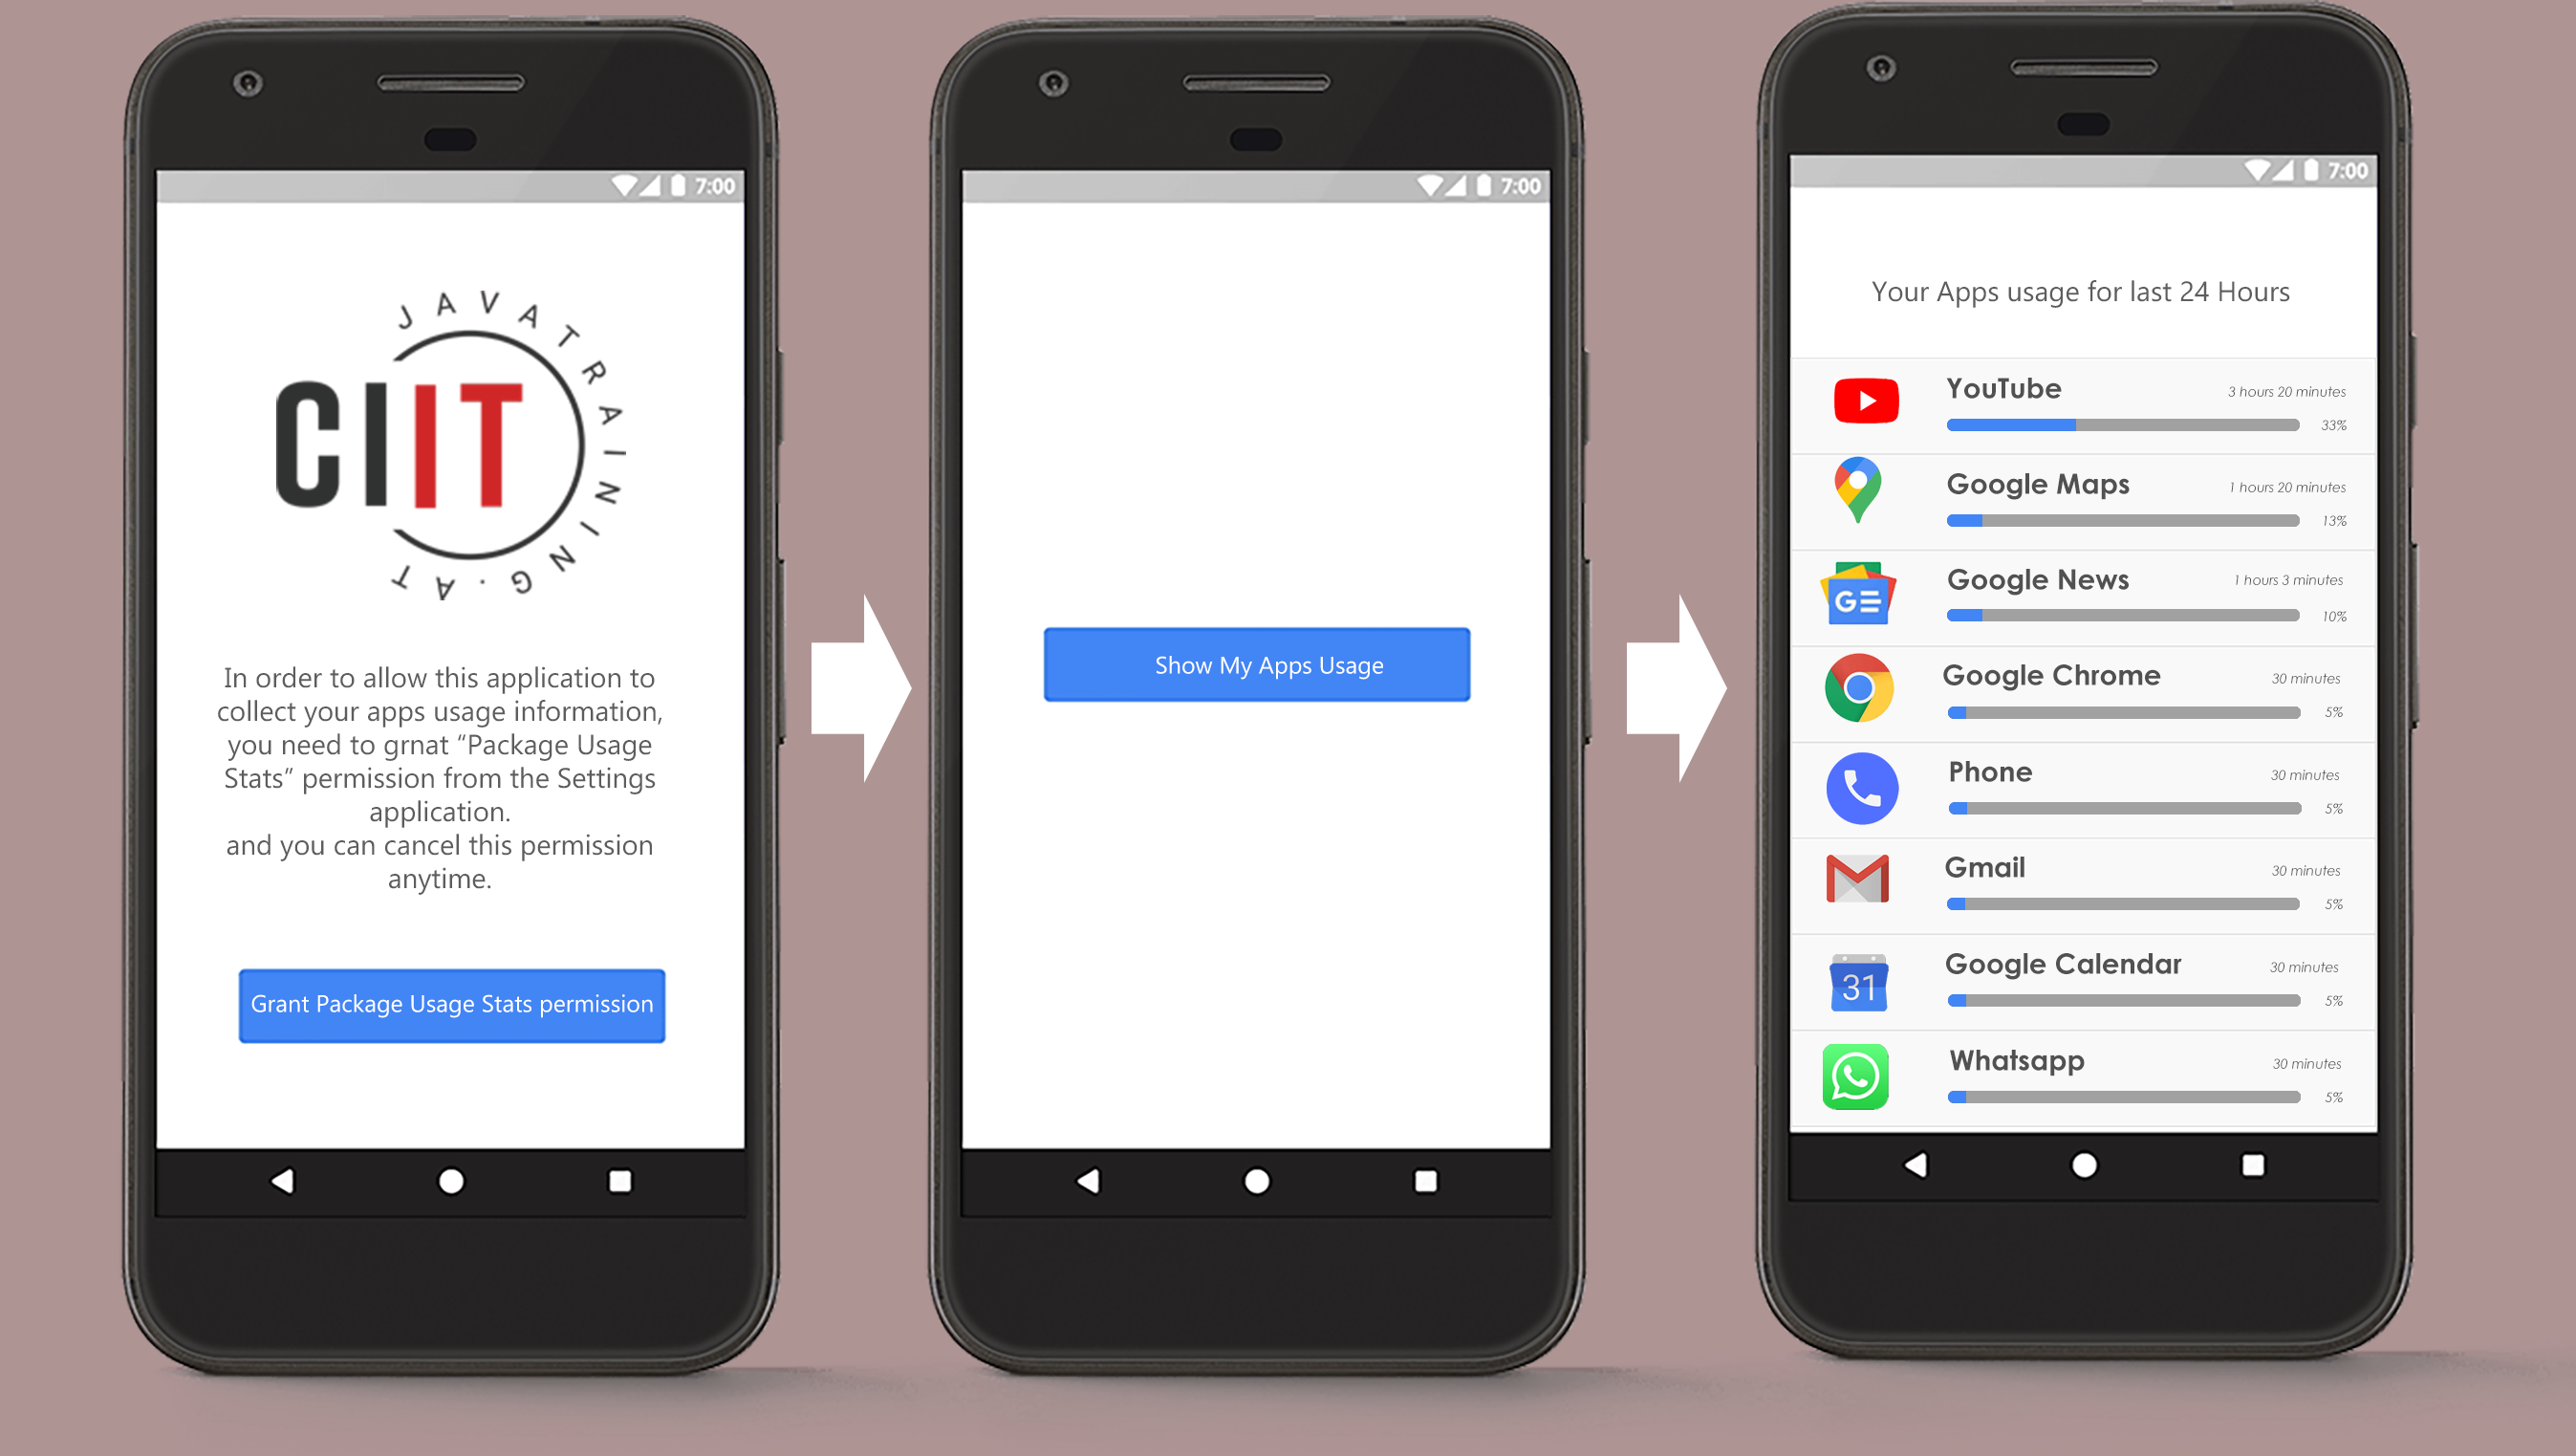 7:00
JAVATRAINING.AT
CIIT
In order to allow this application to
collect your apps usage information,
you need to grnat “Package Usage
Stats” permission from the Settings
application.
and you can cancel this permission
anytime.
Grant Package Usage Stats permission
7:00
Show My Apps Usage
7:00
Your Apps usage for last 24 Hours
YouTube 3 hours 20 minutes
33%
Google Maps 1 hours 20 minutes
13%
Google News 1 hours 3 minutes
GE 10%
Google Chrome 30 minutes
5%
Phone 30 minutes
5%
Gmail 30 minutes
5%
Google Calendar 30 minutes
31 5%
Whatsapp 30 minutes
5%